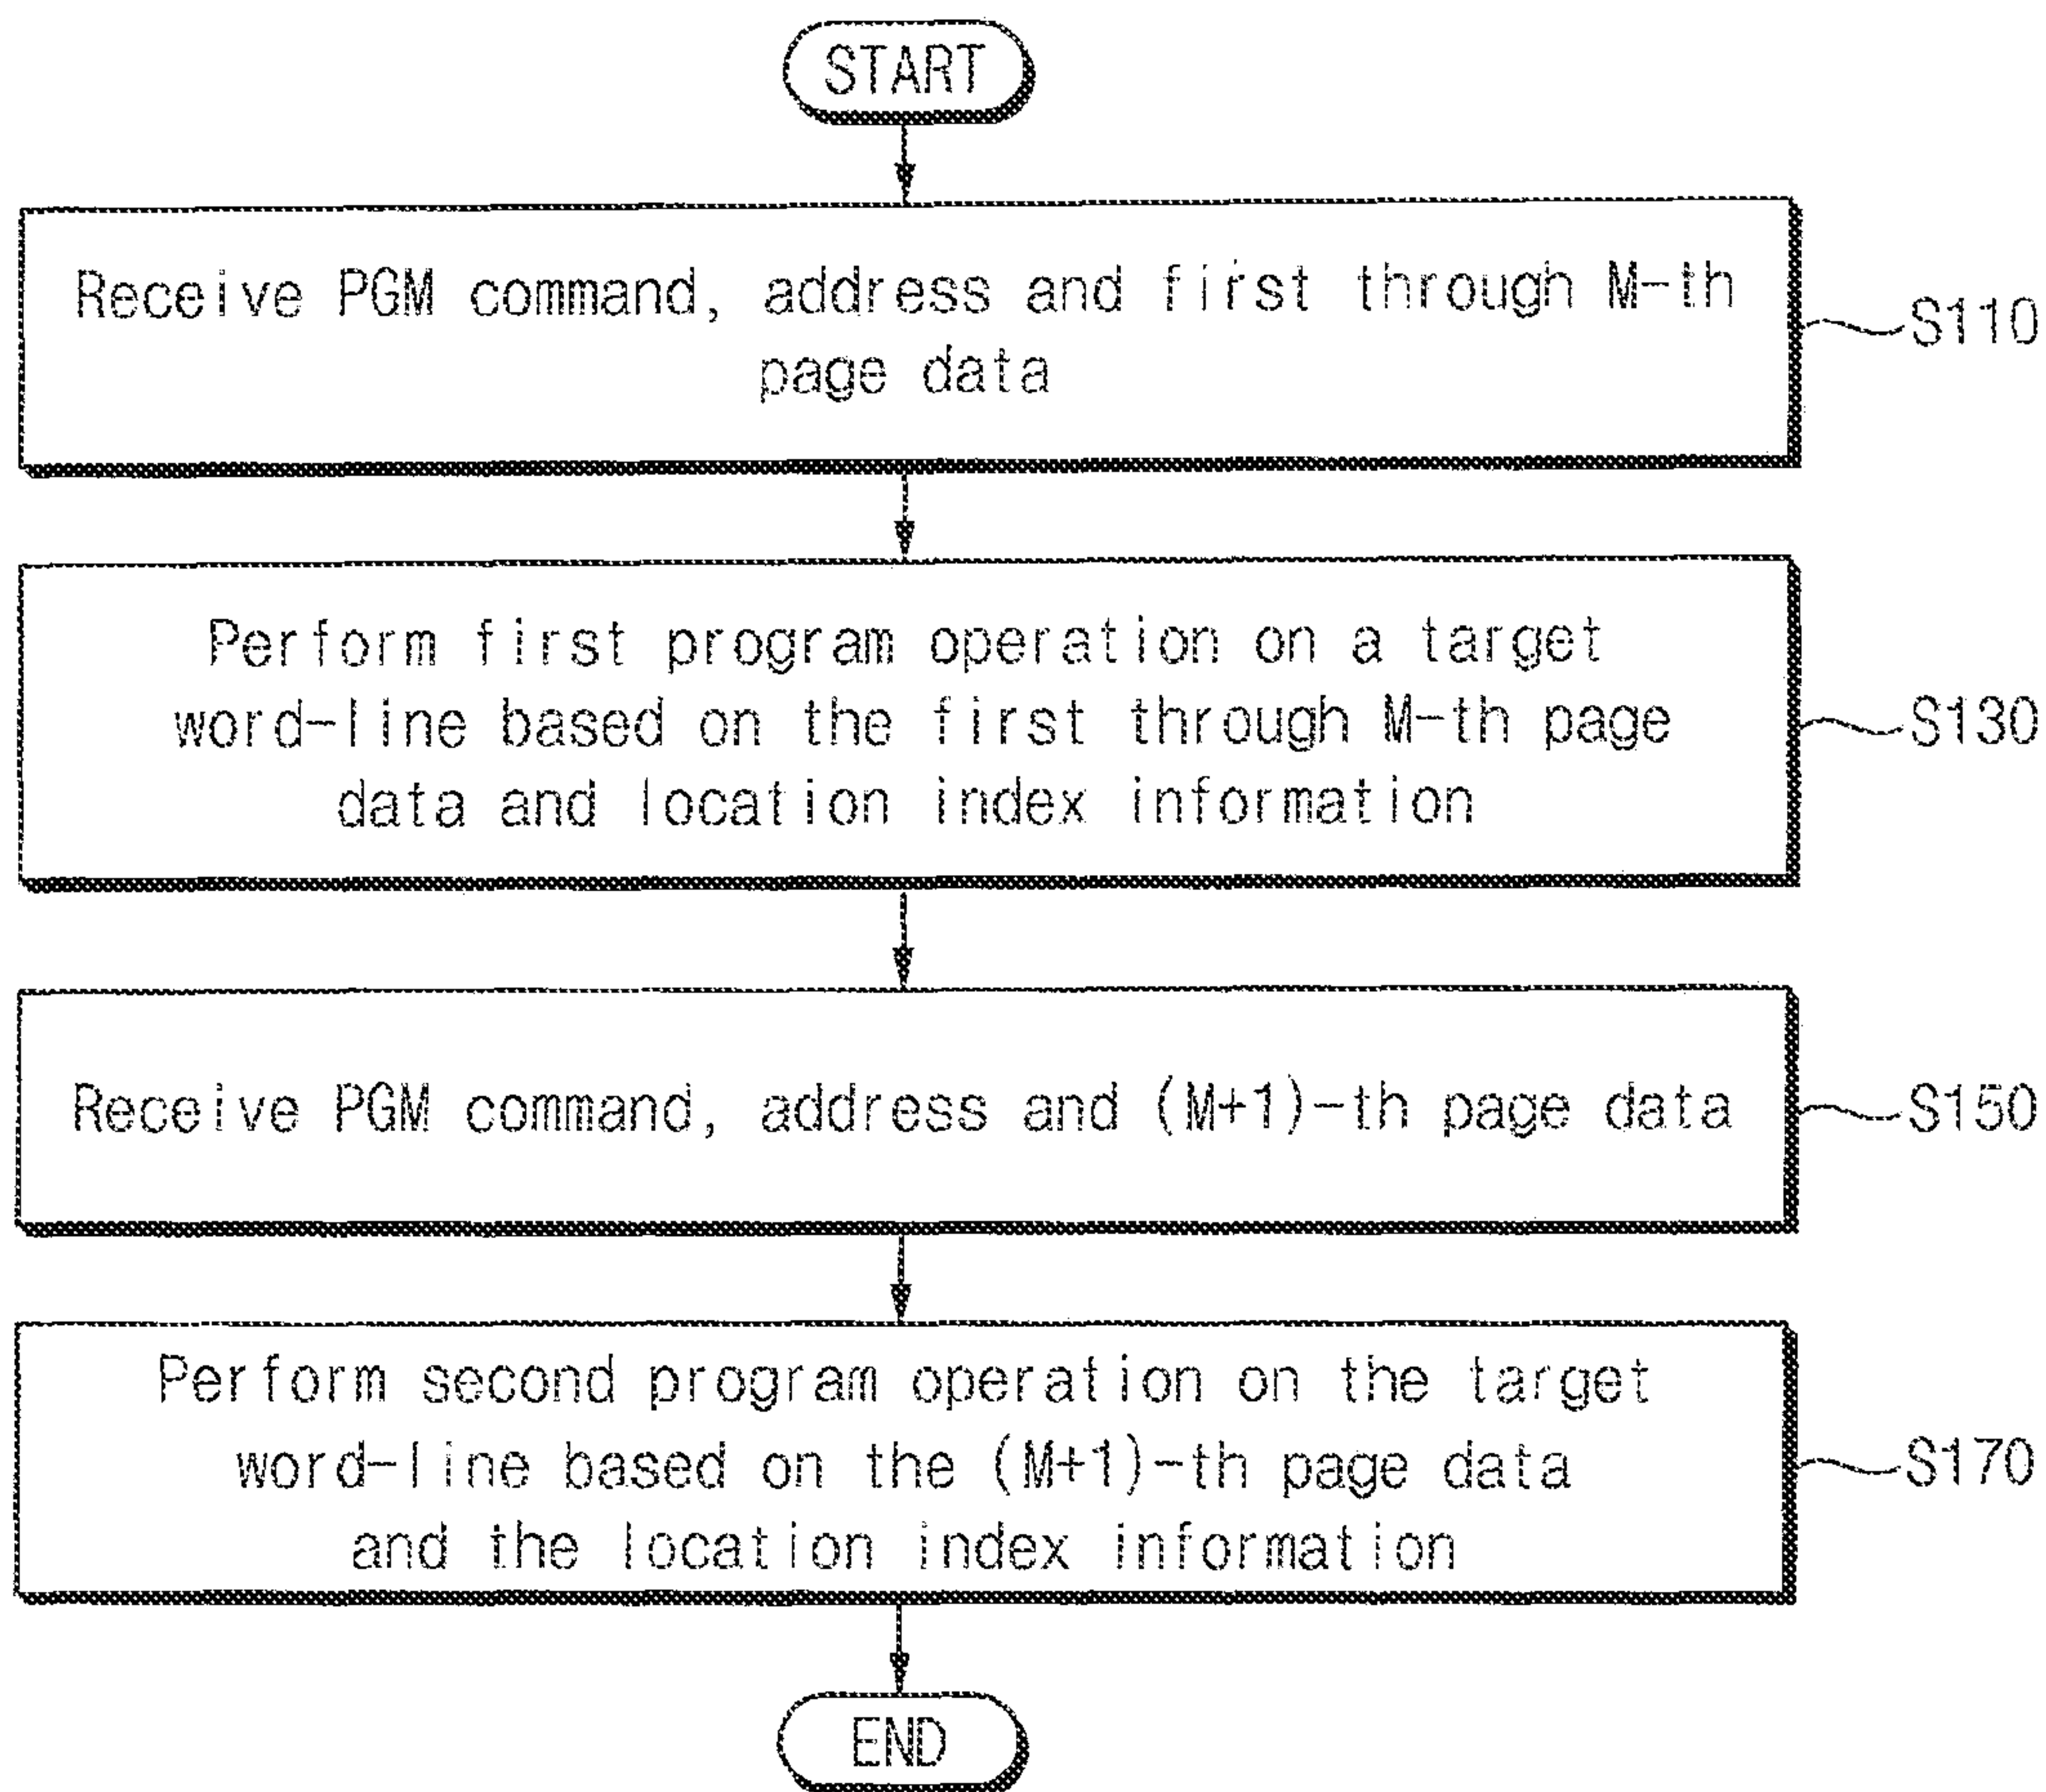 START
Receive PGM command, address and first through M-th
page data
S110
Perform first program operation on a target
word-line based on the first through M-th page
data and location index information
S130
Receive PGM command, address and (M+1)-th page data
S150
Perform second program operation on the target
word-line based on the (M+1)-th page data
and the location index information
S170
END